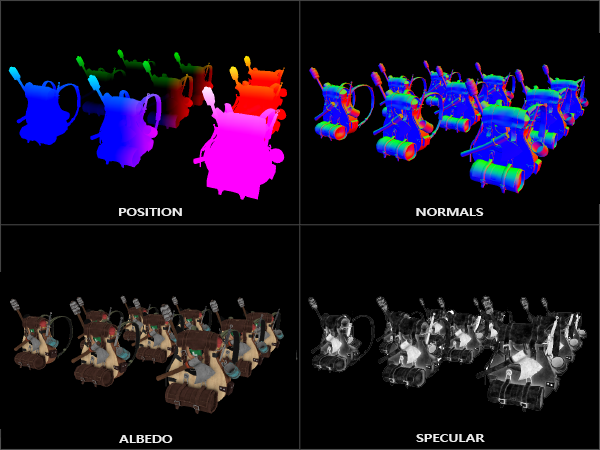 POSITION
NORMALS
ALBEDO
SPECULAR